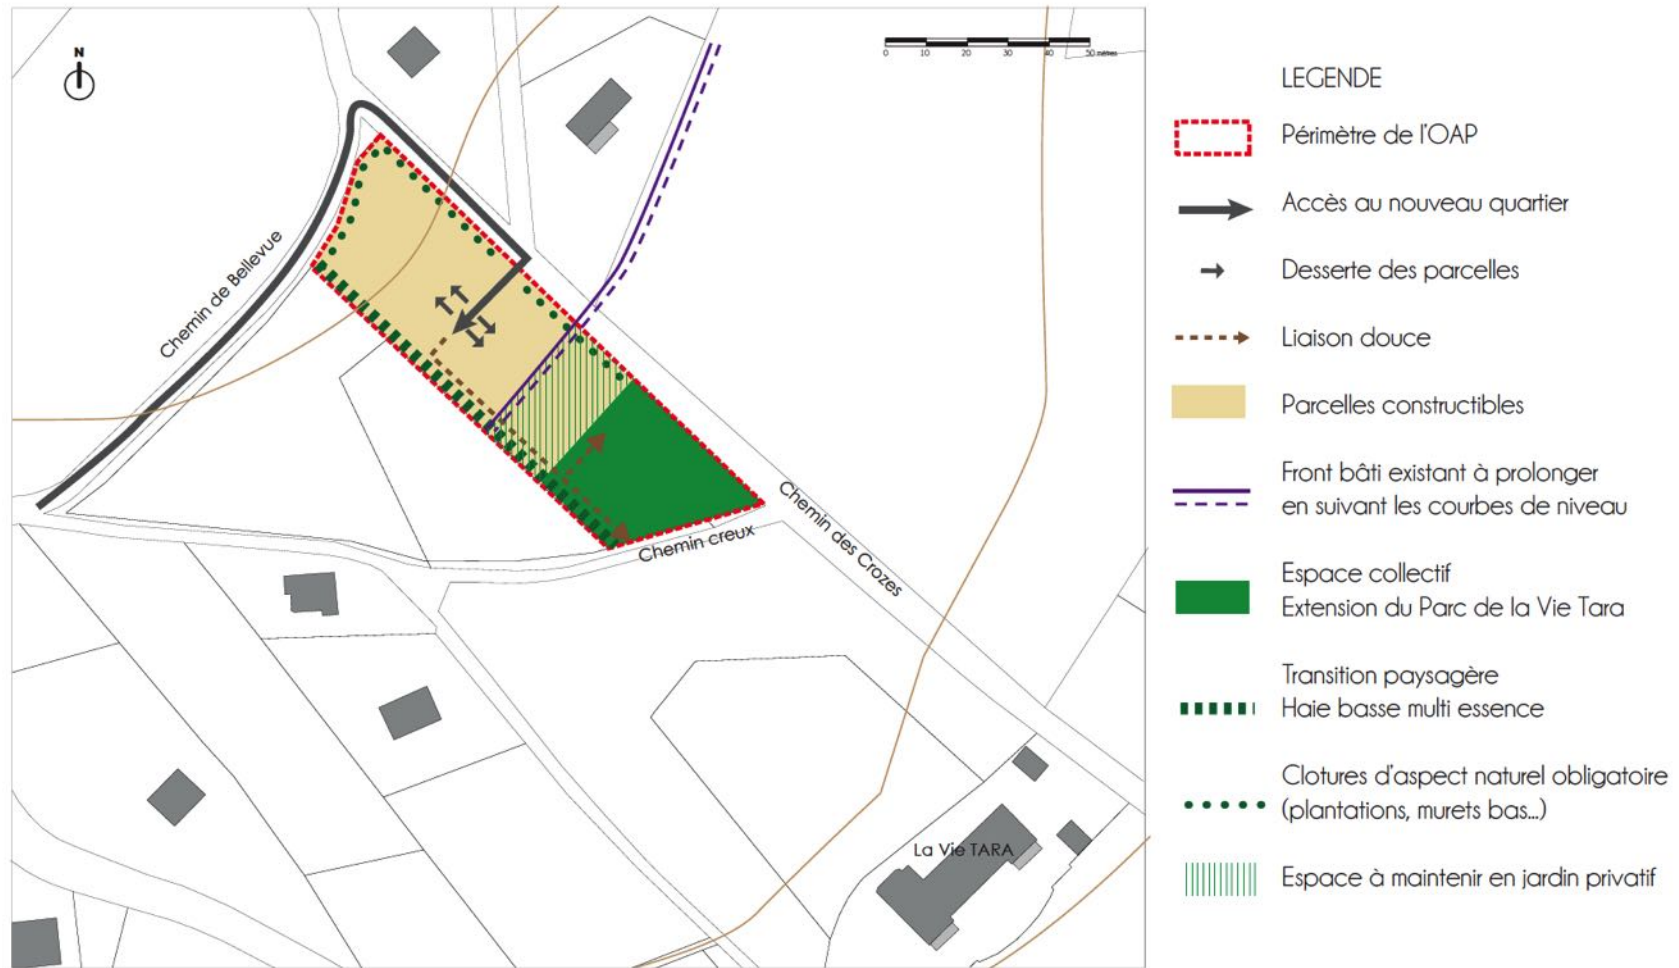 N
0 10 20 30 40 50 mètres
Chemin de Bellevue
Chemin creux
Chemin des Crozes
La Vie TARA
LEGENDE
Périmètre de l'OAP
Accès au nouveau quartier
Desserte des parcelles
Liaison douce
Parcelles constructibles
Front bâti existant à prolonger
en suivant les courbes de niveau
Espace collectif
Extension du Parc de la Vie Tara
Transition paysagère
Haie basse multi essence
Clotures d'aspect naturel obligatoire
(plantations, murets bas...)
Espace à maintenir en jardin privatif